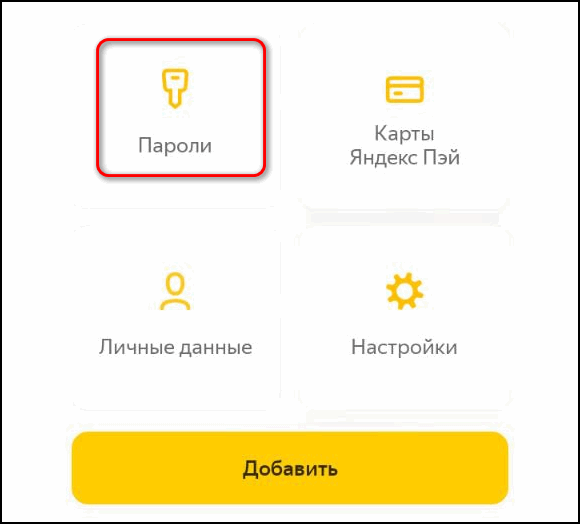 Пароли
Карты
Яндекс Пэй
Личные данные
Настройки
Добавить